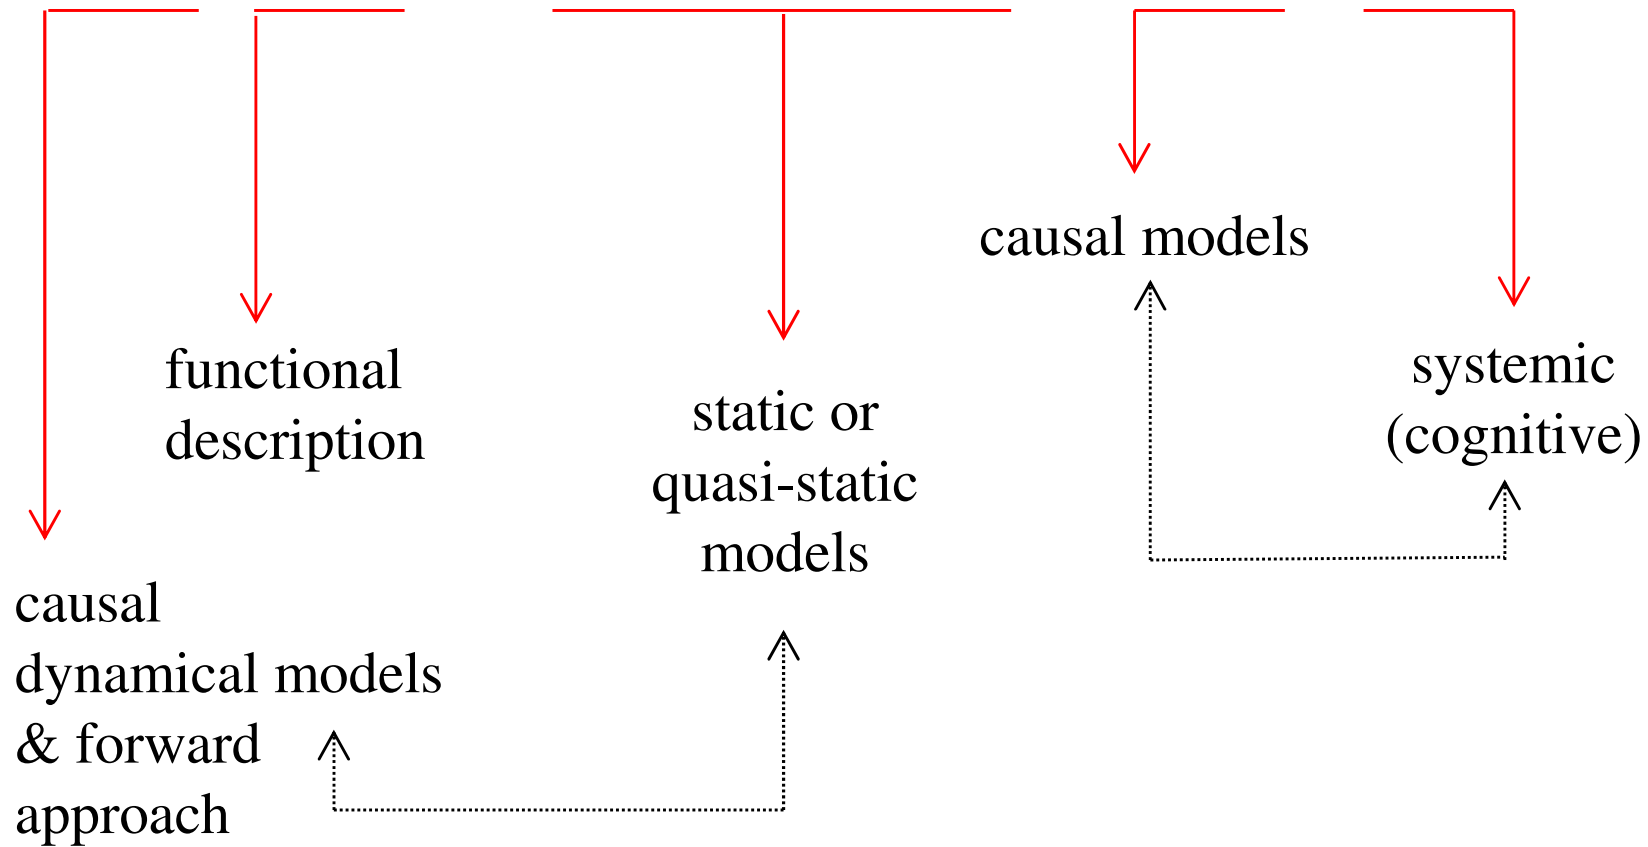 causal models
functional
description
static or
quasi-static
models
systemic
(cognitive)
causal
dynamical models
& forward
approach